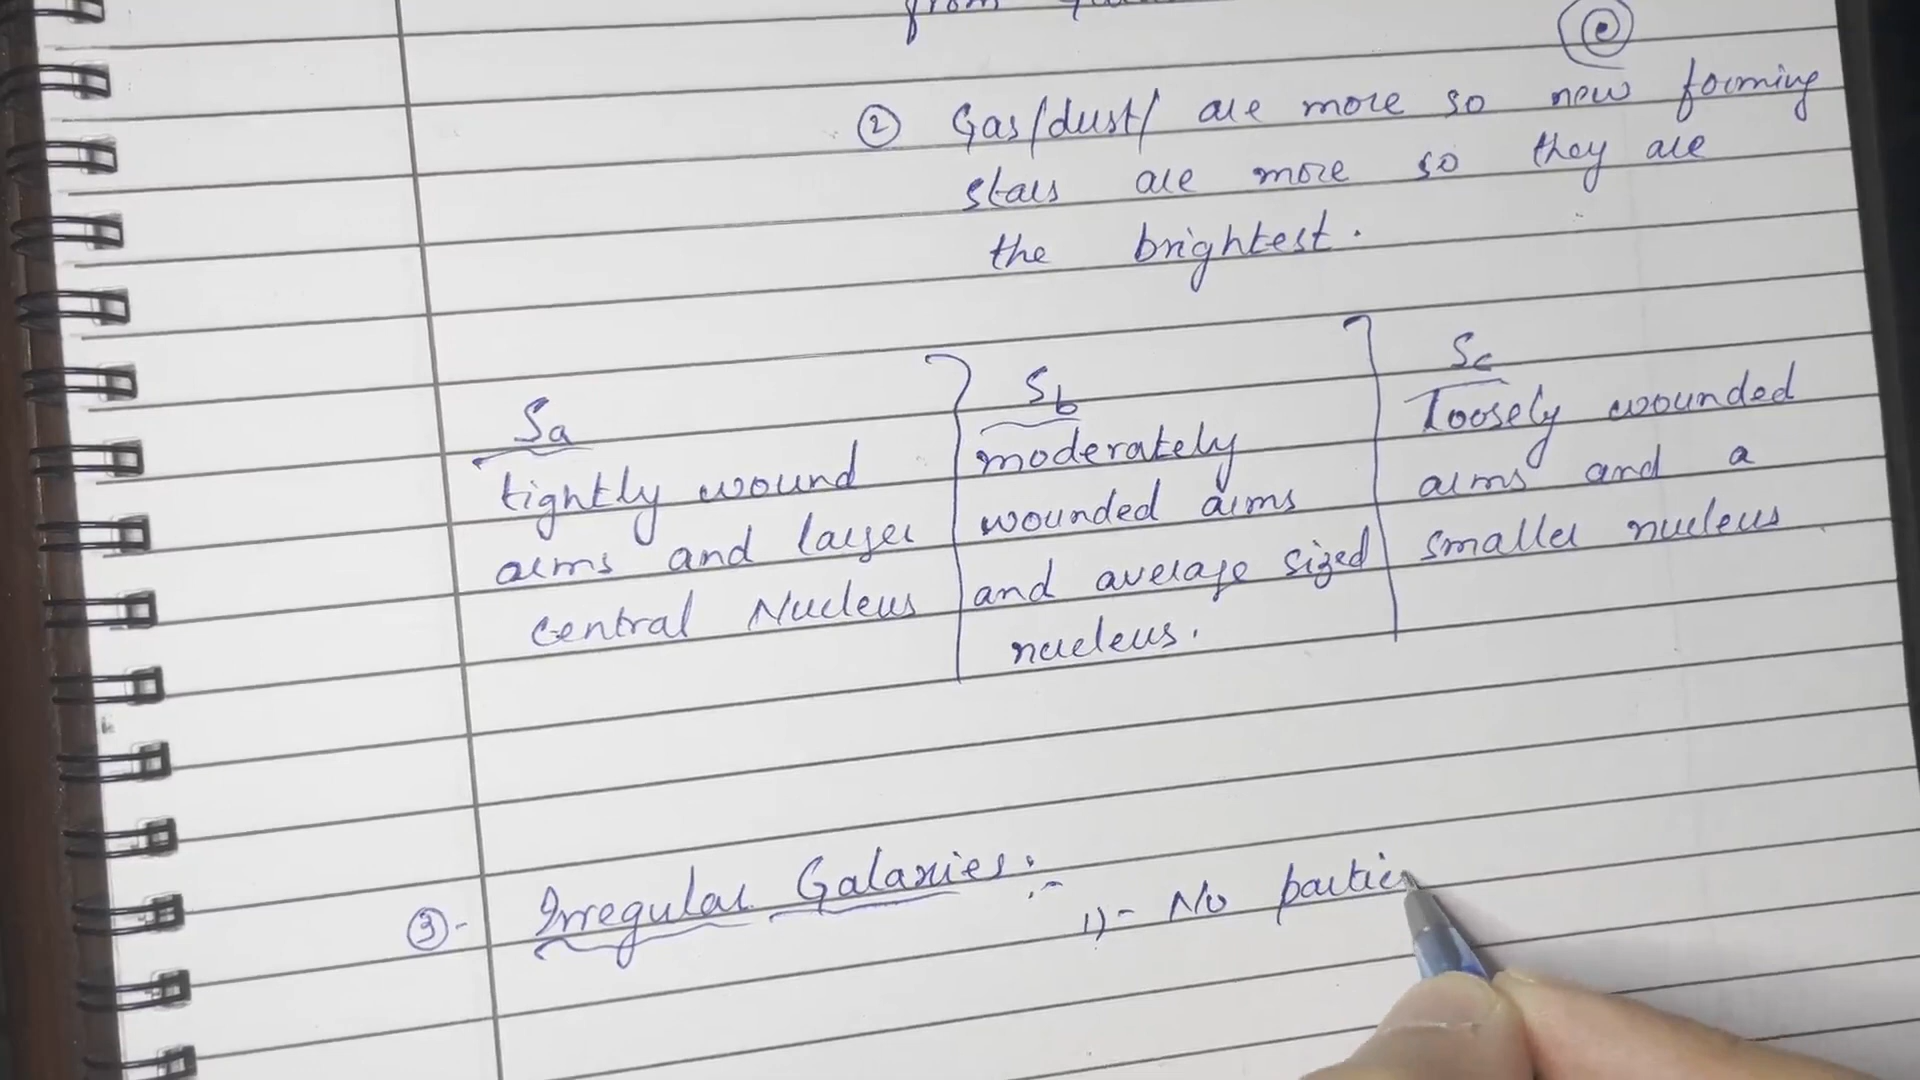 from
② Gas/dust/ are more so new forming
stars are more so they are
the brightest.
Sa
tightly wound
arms and larger
central Nucleus
Sb
moderately
wounded arms
and average sized
nucleus.
Sc
Loosely wounded
arms and a
smaller nucleus
③- Irregular Galaxies:-
1)- No partic